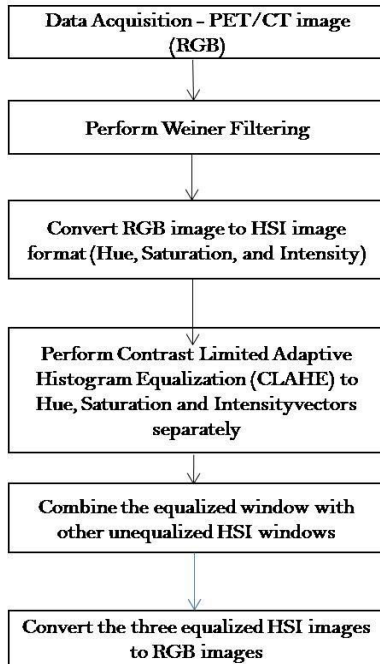 Data Acquisition - PET/CT image
(RGB)
Perform Weiner Filtering
Convert RGB image to HSI image
format (Hue, Saturation, and Intensity)
Perform Contrast Limited Adaptive
Histogram Equalization (CLAHE) to
Hue, Saturation and Intensityvectors
separately
Combine the equalized window with
other unequalized HSI windows
Convert the three equalized HSI images
to RGB images